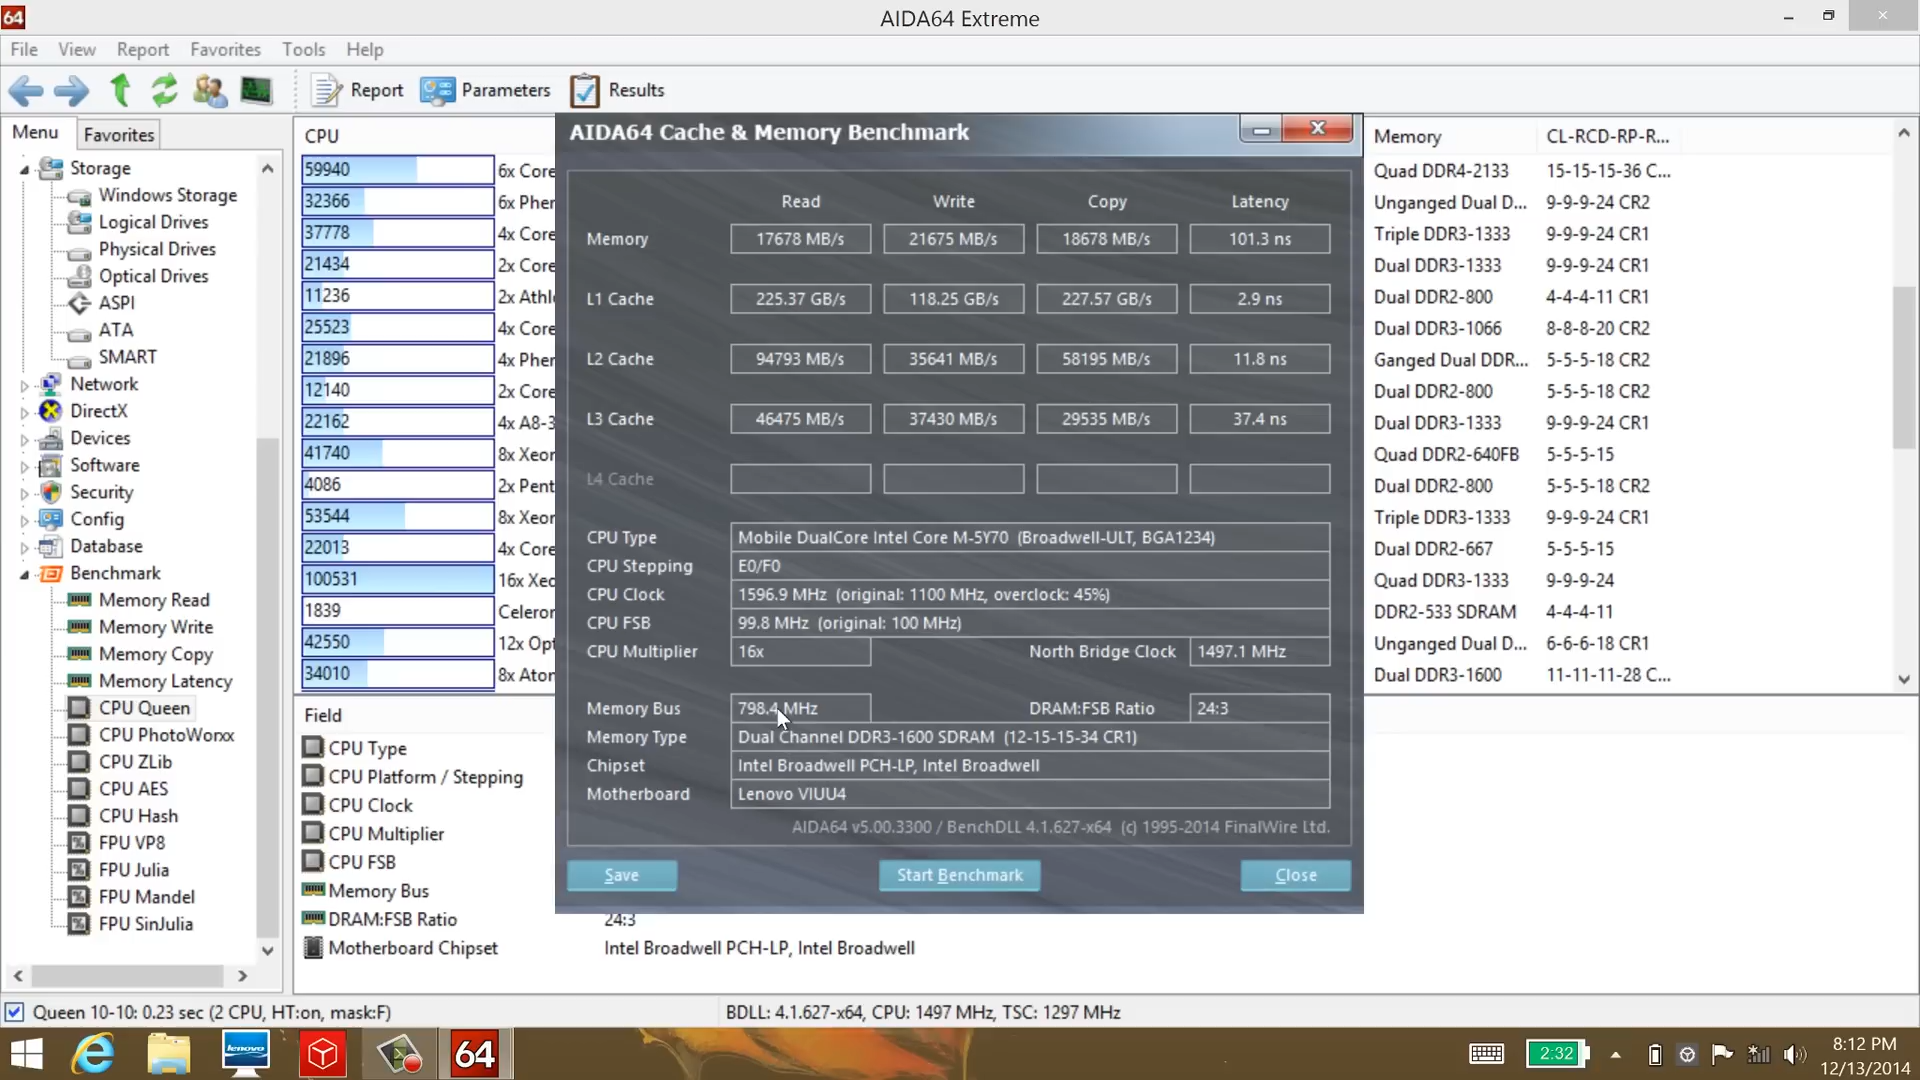 64
AIDA64 Extreme
File View Report Favorites Tools Help
Report Parameters Results
Menu Favorites
Storage
Windows Storage
Logical Drives
Physical Drives
Optical Drives
ASPI
ATA
SMART
Network
DirectX
Devices
Software
Security
Config
Database
Benchmark
Memory Read
Memory Write
Memory Copy
Memory Latency
CPU Queen
CPU PhotoWorxx
CPU ZLib
CPU AES
CPU Hash
FPU VP8
FPU Julia
FPU Mandel
FPU SinJulia
CPU
59940 6x Core
32366 6x Pher
37778 4x Core
21434 2x Core
11236 2x Athl
25523 4x Core
21896 4x Pher
12140 2x Core
22162 4x A8-3
41740 8x Xeor
4086 2x Pent
53544 8x Xeor
22013 4x Core
100531 16x Xeo
1839 Celeron
42550 12x Opt
34010 8x Aton
AIDA64 Cache & Memory Benchmark
Read Write Copy Latency
Memory 17678 MB/s 21675 MB/s 18678 MB/s 101.3 ns
L1 Cache 225.37 GB/s 118.25 GB/s 227.57 GB/s 2.9 ns
L2 Cache 94793 MB/s 35641 MB/s 58195 MB/s 11.8 ns
L3 Cache 46475 MB/s 37430 MB/s 29535 MB/s 37.4 ns
L4 Cache
CPU Type Mobile DualCore Intel Core M-5Y70 (Broadwell-ULT, BGA1234)
CPU Stepping E0/F0
CPU Clock 1596.9 MHz (original: 1100 MHz, overclock: 45%)
CPU FSB 99.8 MHz (original: 100 MHz)
CPU Multiplier 16x North Bridge Clock 1497.1 MHz
Memory Bus 798.4 MHz DRAM:FSB Ratio 24:3
Memory Type Dual Channel DDR3-1600 SDRAM (12-15-15-34 CR1)
Chipset Intel Broadwell PCH-LP, Intel Broadwell
Motherboard Lenovo VIUU4
AIDA64 v5.00.3300 / BenchDLL 4.1.627-x64 (c) 1995-2014 FinalWire Ltd.
Save Start Benchmark Close
Memory CL-RCD-RP-R...
Quad DDR4-2133 15-15-15-36 C...
Unganged Dual D... 9-9-9-24 CR2
Triple DDR3-1333 9-9-9-24 CR1
Dual DDR3-1333 9-9-9-24 CR1
Dual DDR2-800 4-4-4-11 CR1
Dual DDR3-1066 8-8-8-20 CR2
Ganged Dual DDR... 5-5-5-18 CR2
Dual DDR2-800 5-5-5-18 CR2
Dual DDR3-1333 9-9-9-24 CR1
Quad DDR2-640FB 5-5-5-15
Dual DDR2-800 5-5-5-18 CR2
Triple DDR3-1333 9-9-9-24 CR1
Dual DDR2-667 5-5-5-15
Quad DDR3-1333 9-9-9-24
DDR2-533 SDRAM 4-4-4-11
Unganged Dual D... 6-6-6-18 CR1
Dual DDR3-1600 11-11-11-28 C...
Field
CPU Type
CPU Platform / Stepping
CPU Clock
CPU Multiplier
CPU FSB
Memory Bus
DRAM:FSB Ratio 24:3
Motherboard Chipset Intel Broadwell PCH-LP, Intel Broadwell
Queen 10-10: 0.23 sec (2 CPU, HT:on, mask:F) BDLL: 4.1.627-x64, CPU: 1497 MHz, TSC: 1297 MHz
lenovo
64
2:32
8:12 PM
12/13/2014